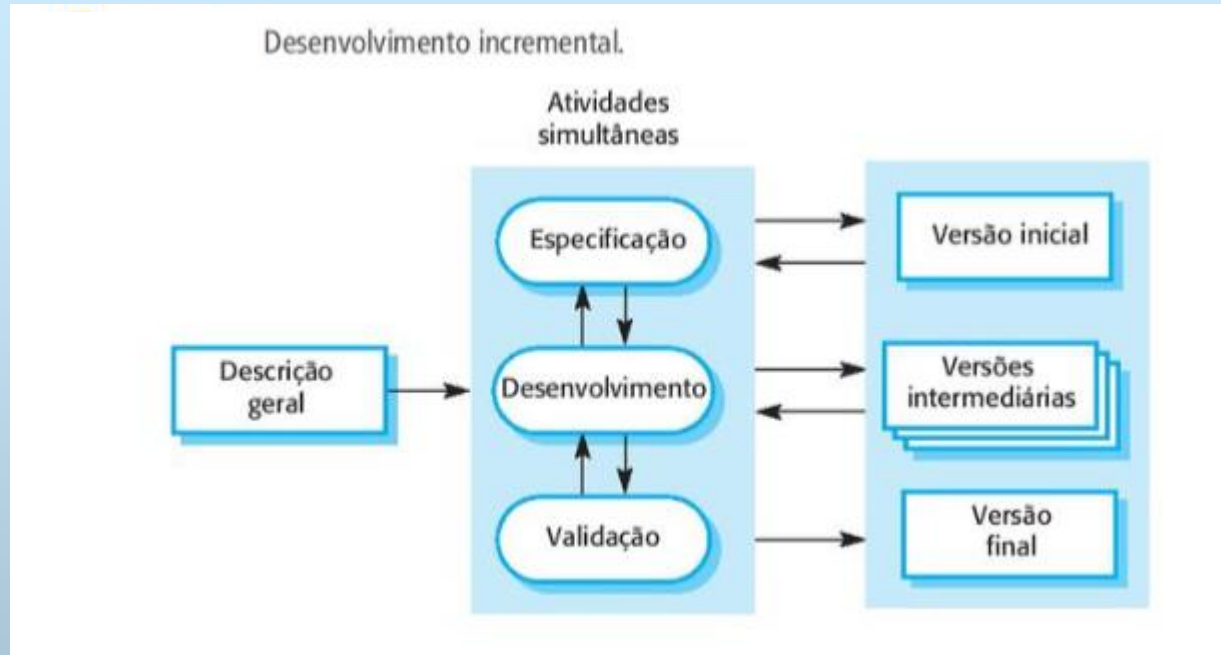 Desenvolvimento incremental.
Atividades
simultâneas
Especificação
Versão inicial
Descrição
geral
Desenvolvimento
Versões
intermediárias
Validação
Versão
final